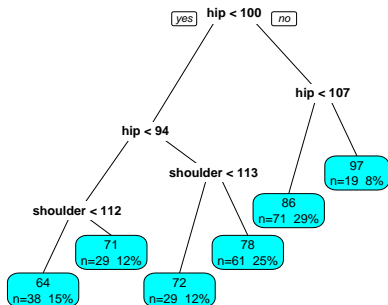 yes hip < 100 no
hip < 107
hip < 94
shoulder < 113
97
n=19 8%
86
n=71 29%
shoulder < 112
71
n=29 12%
78
n=61 25%
64
n=38 15%
72
n=29 12%